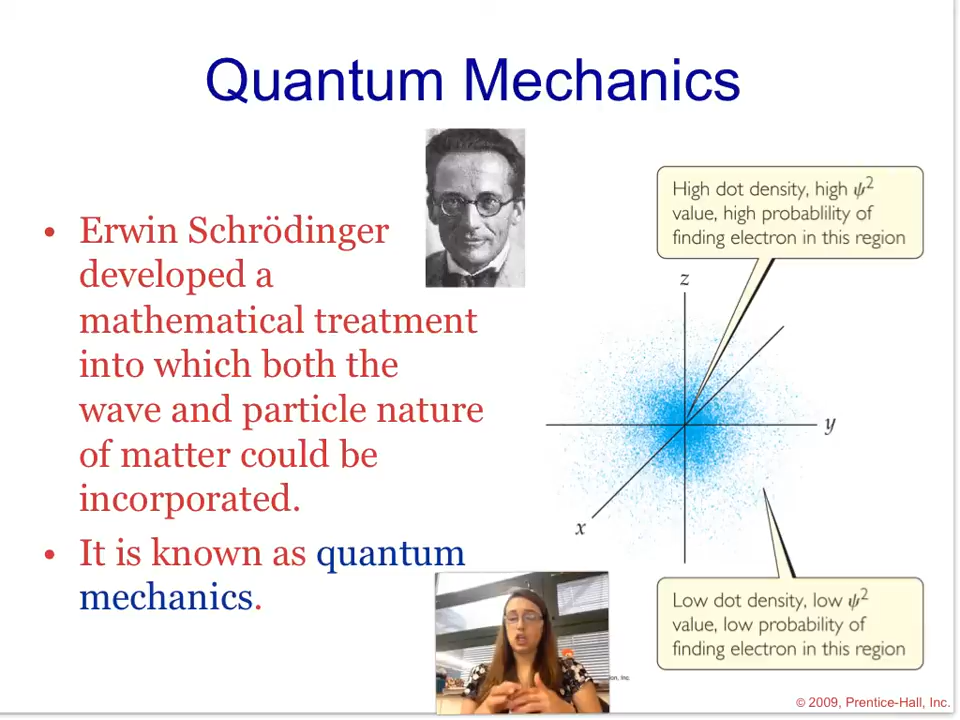 Quantum Mechanics
• Erwin Schrödinger
developed a
mathematical treatment
into which both the
wave and particle nature
of matter could be
incorporated.
• It is known as quantum
mechanics.
High dot density, high ψ²
value, high probablility of
finding electron in this region
z
y
x
Low dot density, low ψ²
value, low probability of
finding electron in this region
Inc.
© 2009, Prentice-Hall, Inc.